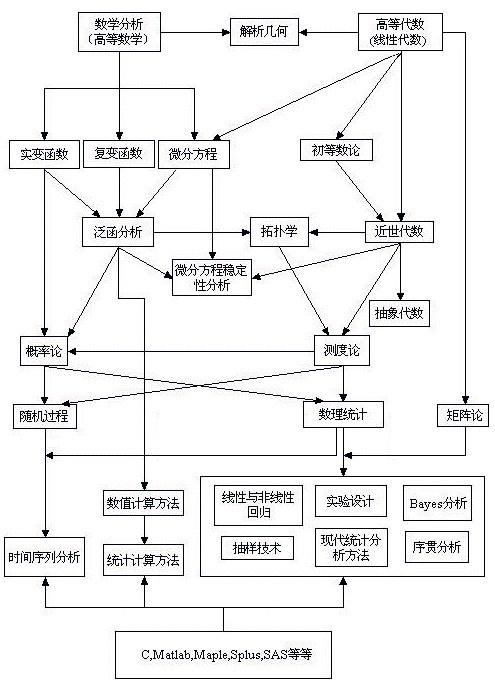 数学分析
(高等数学)
解析几何
高等代数
(线性代数)
实变函数
复变函数
微分方程
初等数论
泛函分析
拓扑学
近世代数
微分方程稳定
性分析
抽象代数
概率论
测度论
随机过程
数理统计
矩阵论
线性与非线性
回归
实验设计
Bayes分析
数值计算方法
抽样技术
现代统计分
析方法
序贯分析
时间序列分析
统计计算方法
C,Matlab,Maple,Splus,SAS等等